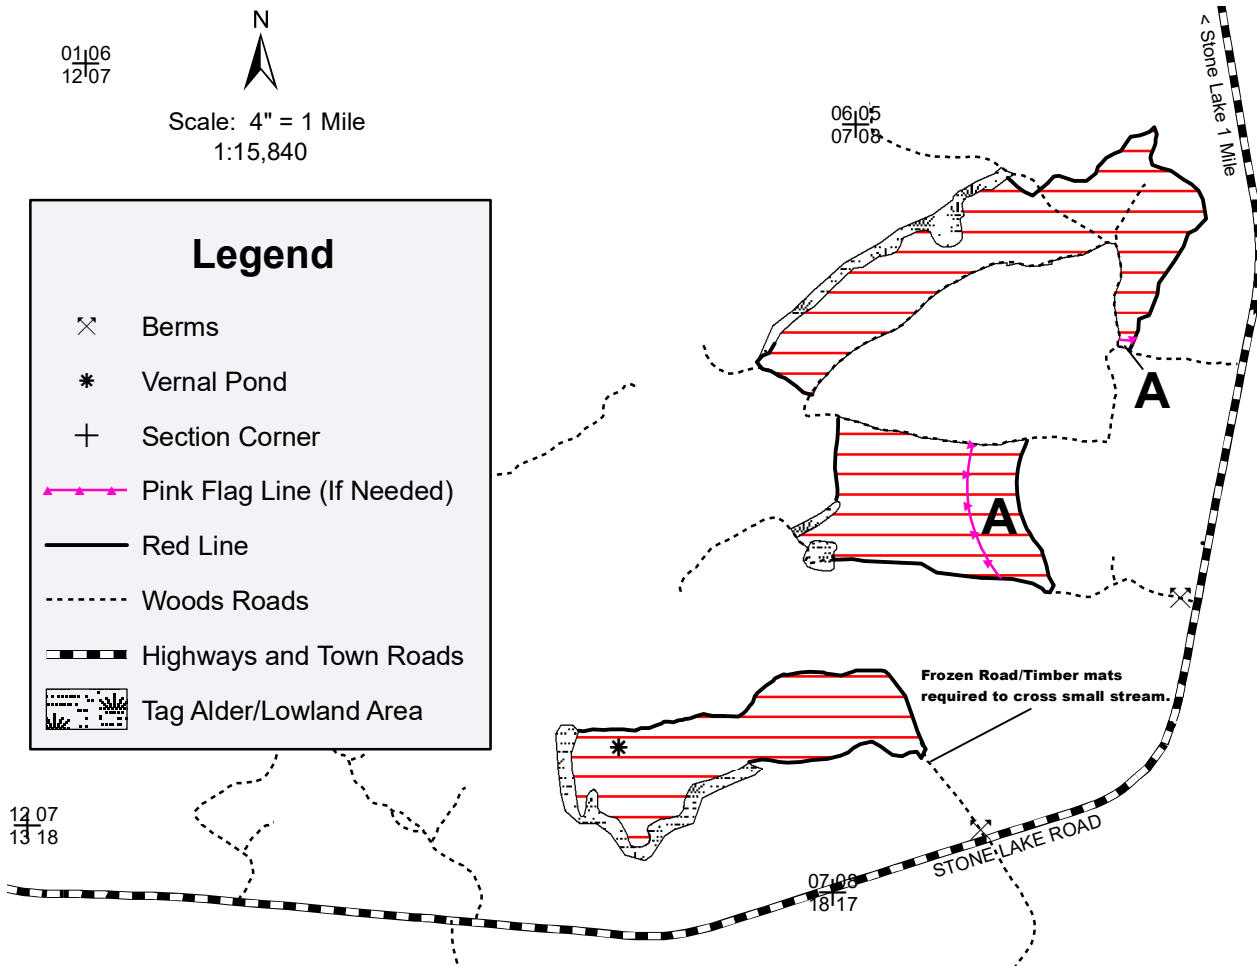 N
01 06
12 07
Scale:  4" = 1 Mile
1:15,840
< Stone Lake 1 Mile
06 05
07 08
Legend
Berms
Vernal Pond
Section Corner
Pink Flag Line (If Needed)
Red Line
Woods Roads
Highways and Town Roads
Tag Alder/Lowland Area
A
A
Frozen Road/Timber mats
required to cross small stream.
12 07
13 18
STONE LAKE ROAD
07 08
18 17